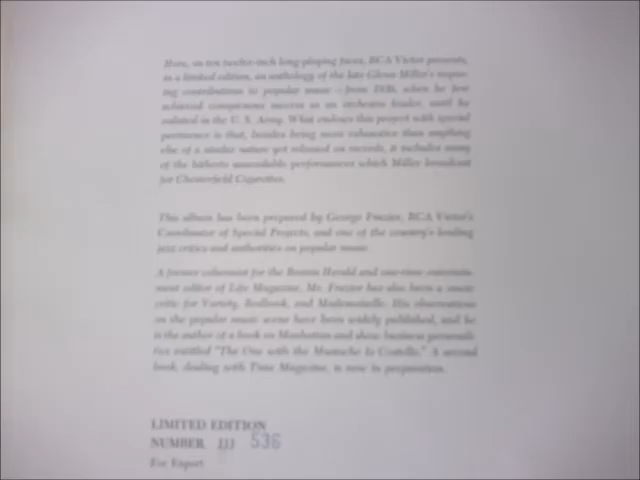 Here, on ten twelve-inch long-playing faces, RCA Victor presents,
in a limited edition, an anthology of the late Glenn Miller's
contributions to popular music—from 1938, when he first
achieved conspicuous success as an orchestra leader, until he
enlisted in the U. S. Army. What endows this project with special
pertinence is that, besides being more exhaustive than anything
else of a similar nature yet released on records, it includes many
of the hitherto unavailable performances which Miller broadcast
for Chesterfield Cigarettes.
This album has been prepared by George Frazier, RCA Victor's
Coordinator of Special Projects, and one of the country's leading
jazz critics and authorities on popular music.
A former columnist for the Boston Herald and one-time entertain-
ment editor of Life Magazine, Mr. Frazier has also been a music
critic for Variety, Redbook, and Mademoiselle. His observations
on the popular music scene have been widely published, and he
is the author of a book on Manhattan and show business personali-
ties entitled "The One with the Mustache Is Costello." A second
book, dealing with Time Magazine, is now in preparation.
LIMITED EDITION
NUMBER III 536
For Export